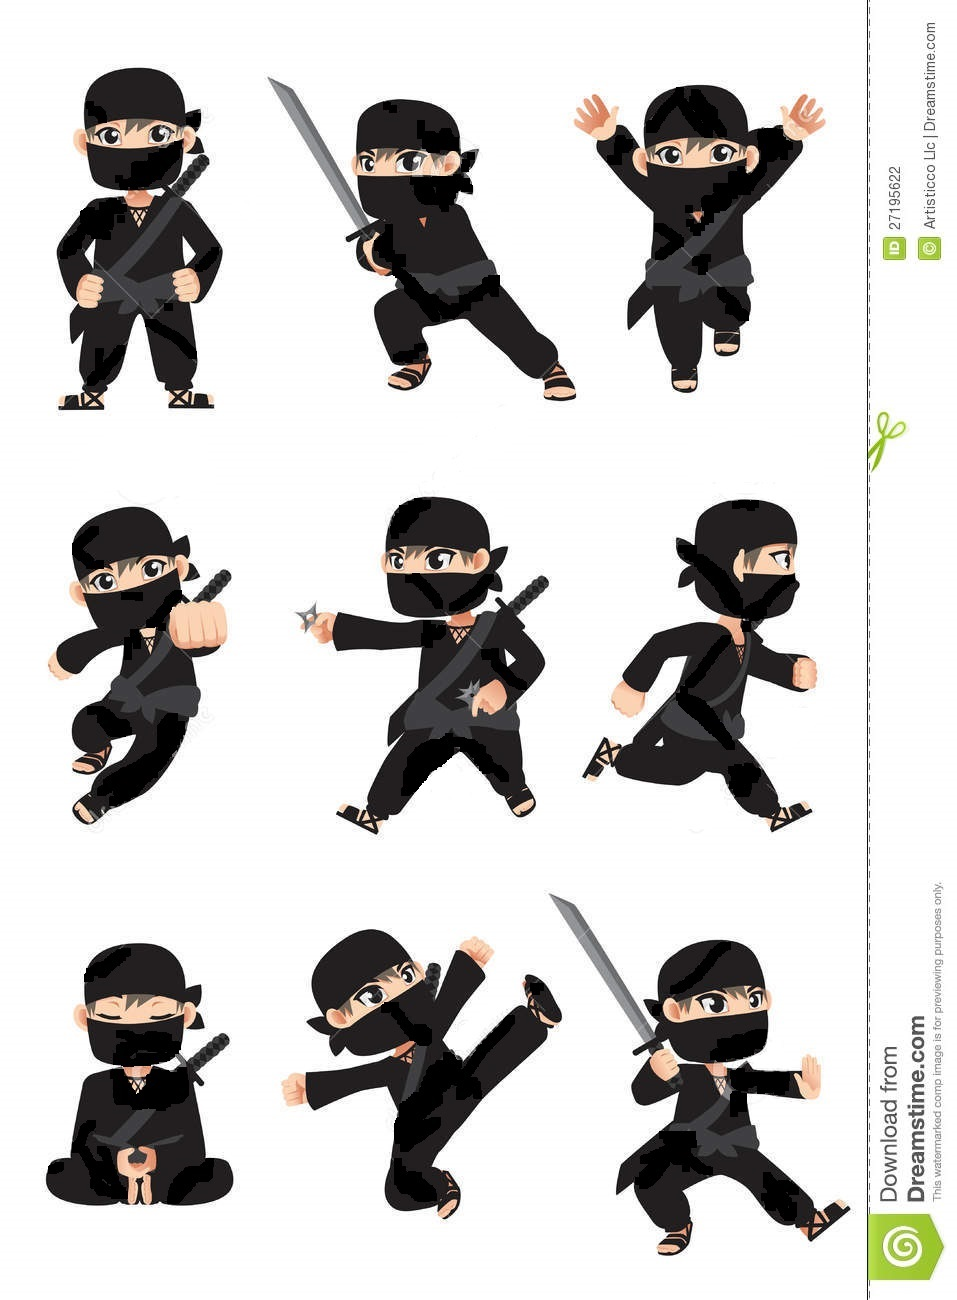 ID 27195622
© Artisticco Llc | Dreamstime.com
Download from
Dreamstime.com
This watermarked comp image is for previewing purposes only.